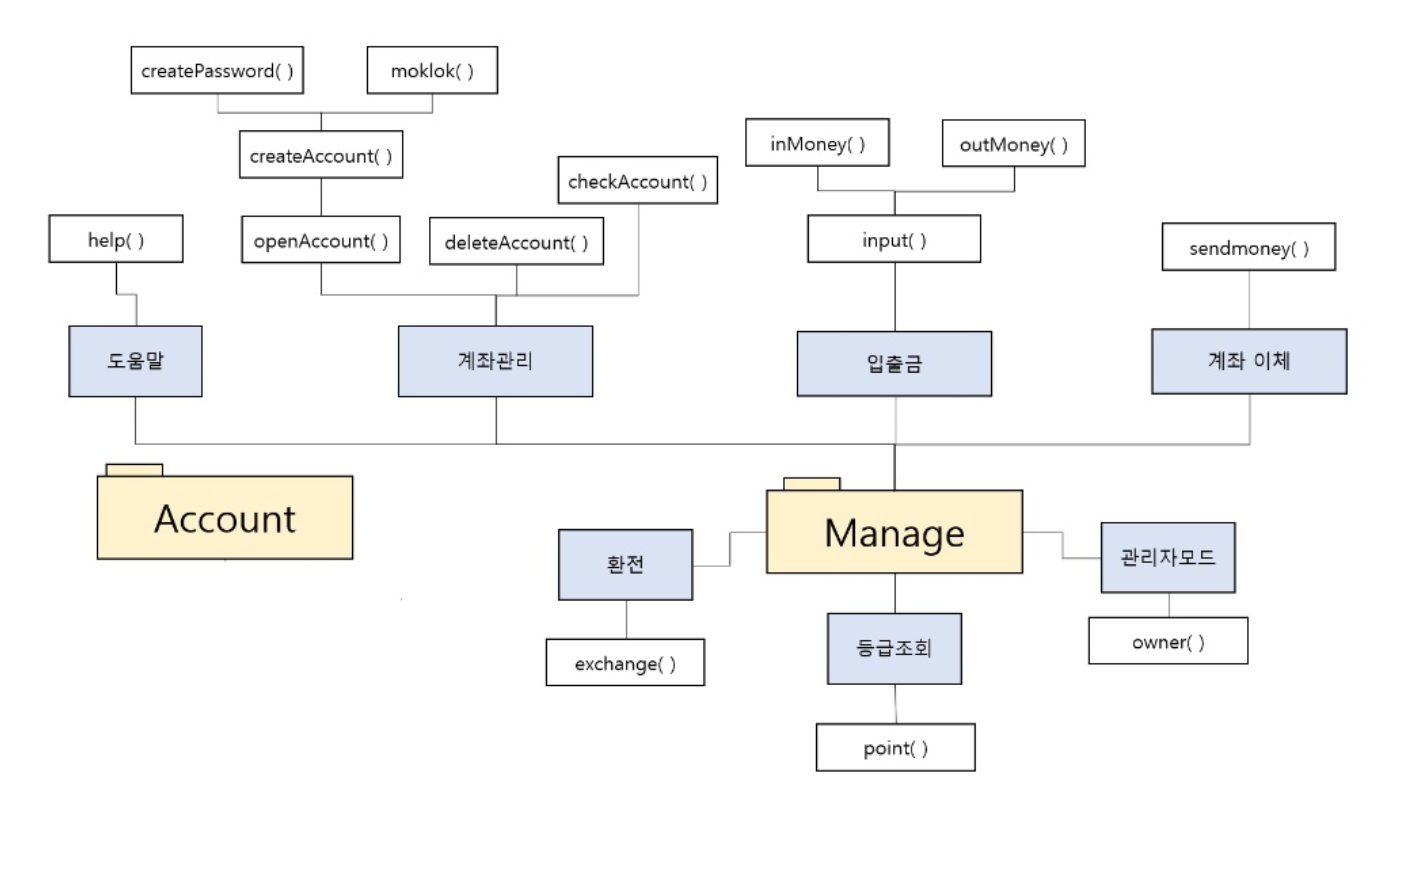 createPassword( )
moklok( )
createAccount( )
inMoney( )
outMoney( )
checkAccount( )
help( )
openAccount( )
deleteAccount( )
input( )
sendmoney( )
도움말
계좌관리
입출금
계좌 이체
Account
Manage
환전
관리자모드
exchange( )
등급조회
owner( )
point( )